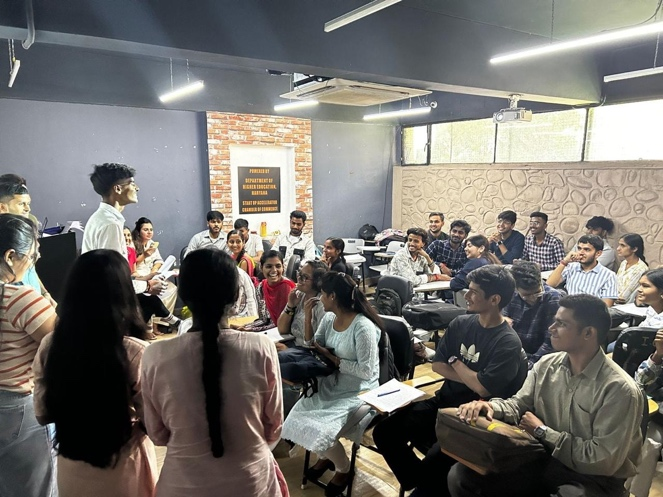 POWERED BY
DEPARTMENT OF
HIGHER EDUCATION,
HARYANA
START UP ACCELERATOR
CHAMBER OF COMMERCE